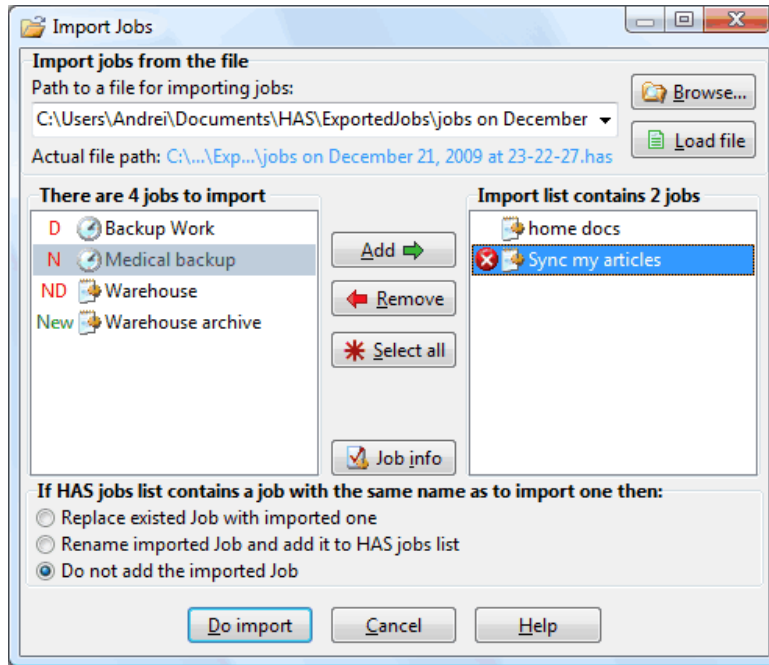 Import Jobs
Import jobs from the file
Path to a file for importing jobs:
C:\Users\Andrei\Documents\HAS\ExportedJobs\jobs on December
Browse...
Actual file path: C:\...\Exp...\jobs on December 21, 2009 at 23-22-27.has
Load file
There are 4 jobs to import
D Backup Work
N Medical backup
ND Warehouse
New Warehouse archive
Add
Remove
Select all
Job info
Import list contains 2 jobs
home docs
Sync my articles
If HAS jobs list contains a job with the same name as to import one then:
Replace existed Job with imported one
Rename imported Job and add it to HAS jobs list
Do not add the imported Job
Do import
Cancel
Help